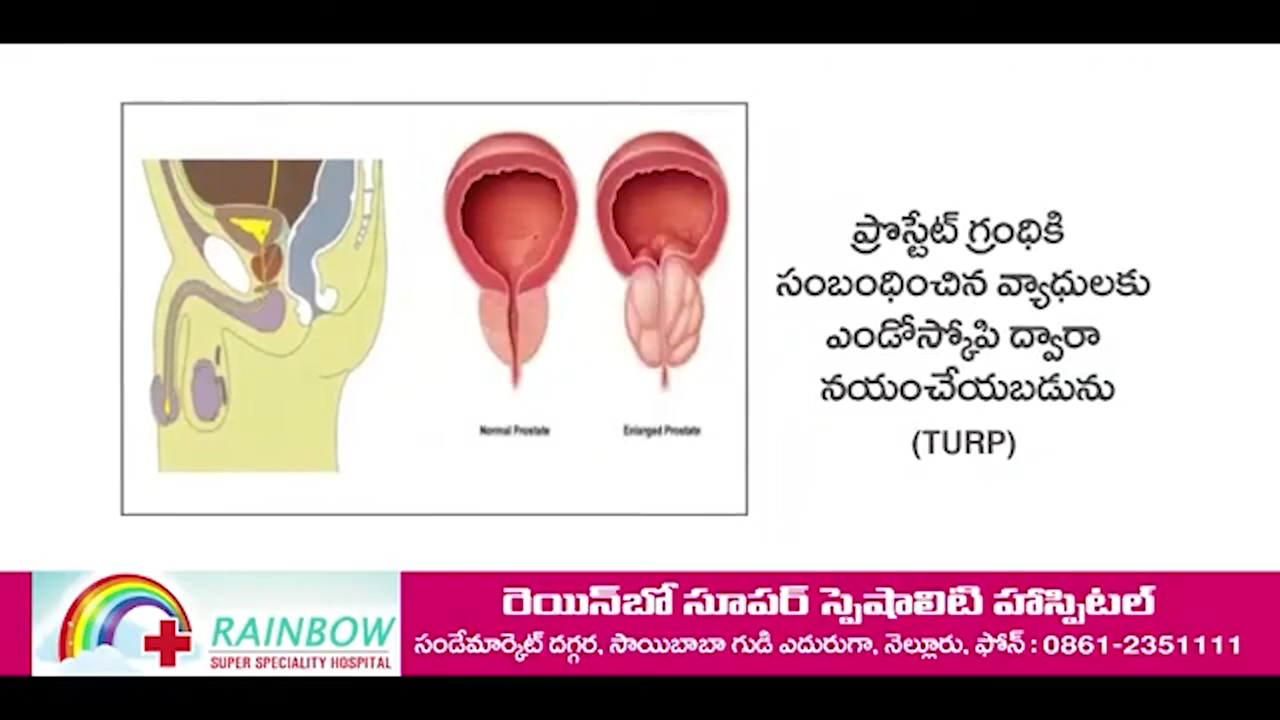 Normal Prostate
Enlarged Prostate
ప్రొస్టేట్ గ్రంధికి
సంబంధించిన వ్యాధులకు
ఎండోస్కోపి ద్వారా
నయంచేయబడును
(TURP)
RAINBOW
SUPER SPECIALITY HOSPITAL
రెయిన్‌బో సూపర్ స్పెషాలిటి హాస్పిటల్
సండేమార్కెట్ దగ్గర, సాయిబాబా గుడి ఎదురుగా, నెల్లూరు, ఫోన్ : 0861-2351111